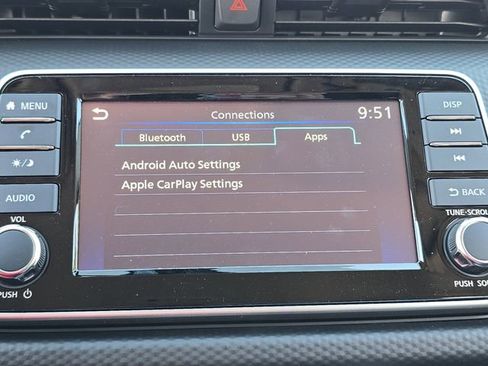 MENU
DISP
Connections 9:51
Bluetooth USB Apps
Android Auto Settings
Apple CarPlay Settings
AUDIO
BACK
VOL
TUNE-SCROLL
PUSH
PUSH